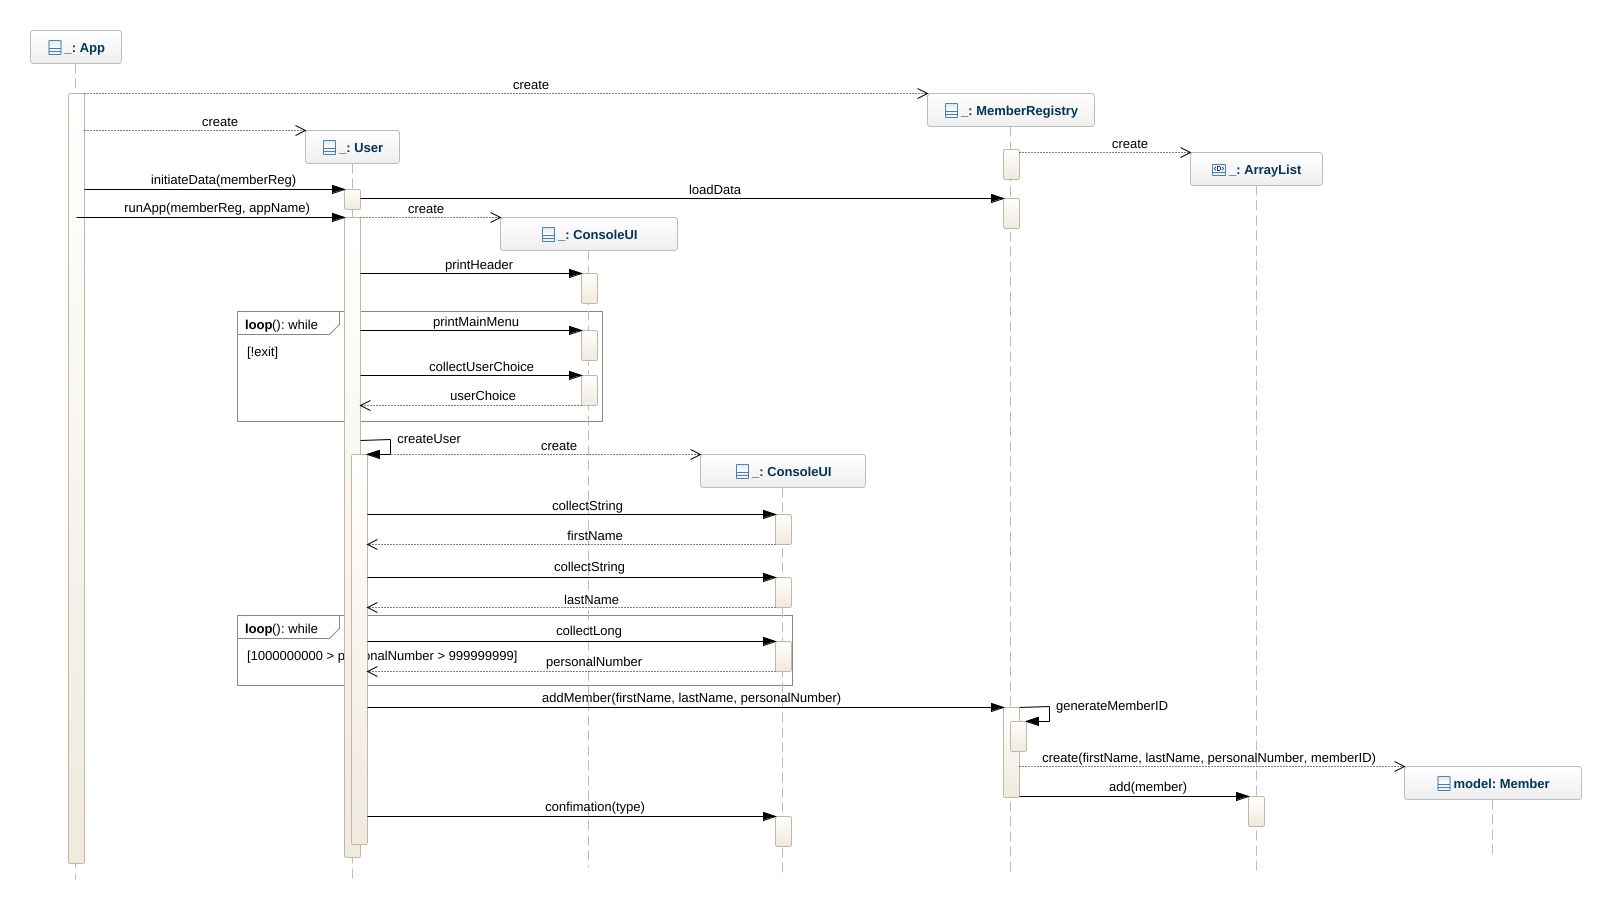 _: App
create
_: MemberRegistry
create
_: User
create
_: ArrayList
initiateData(memberReg)
loadData
runApp(memberReg, appName)
create
_: ConsoleUI
printHeader
loop(): while
printMainMenu
[!exit]
collectUserChoice
userChoice
createUser
create
_: ConsoleUI
collectString
firstName
collectString
lastName
loop(): while
collectLong
[1000000000 > personalNumber > 999999999]
personalNumber
addMember(firstName, lastName, personalNumber)
generateMemberID
create(firstName, lastName, personalNumber, memberID)
model: Member
add(member)
confimation(type)